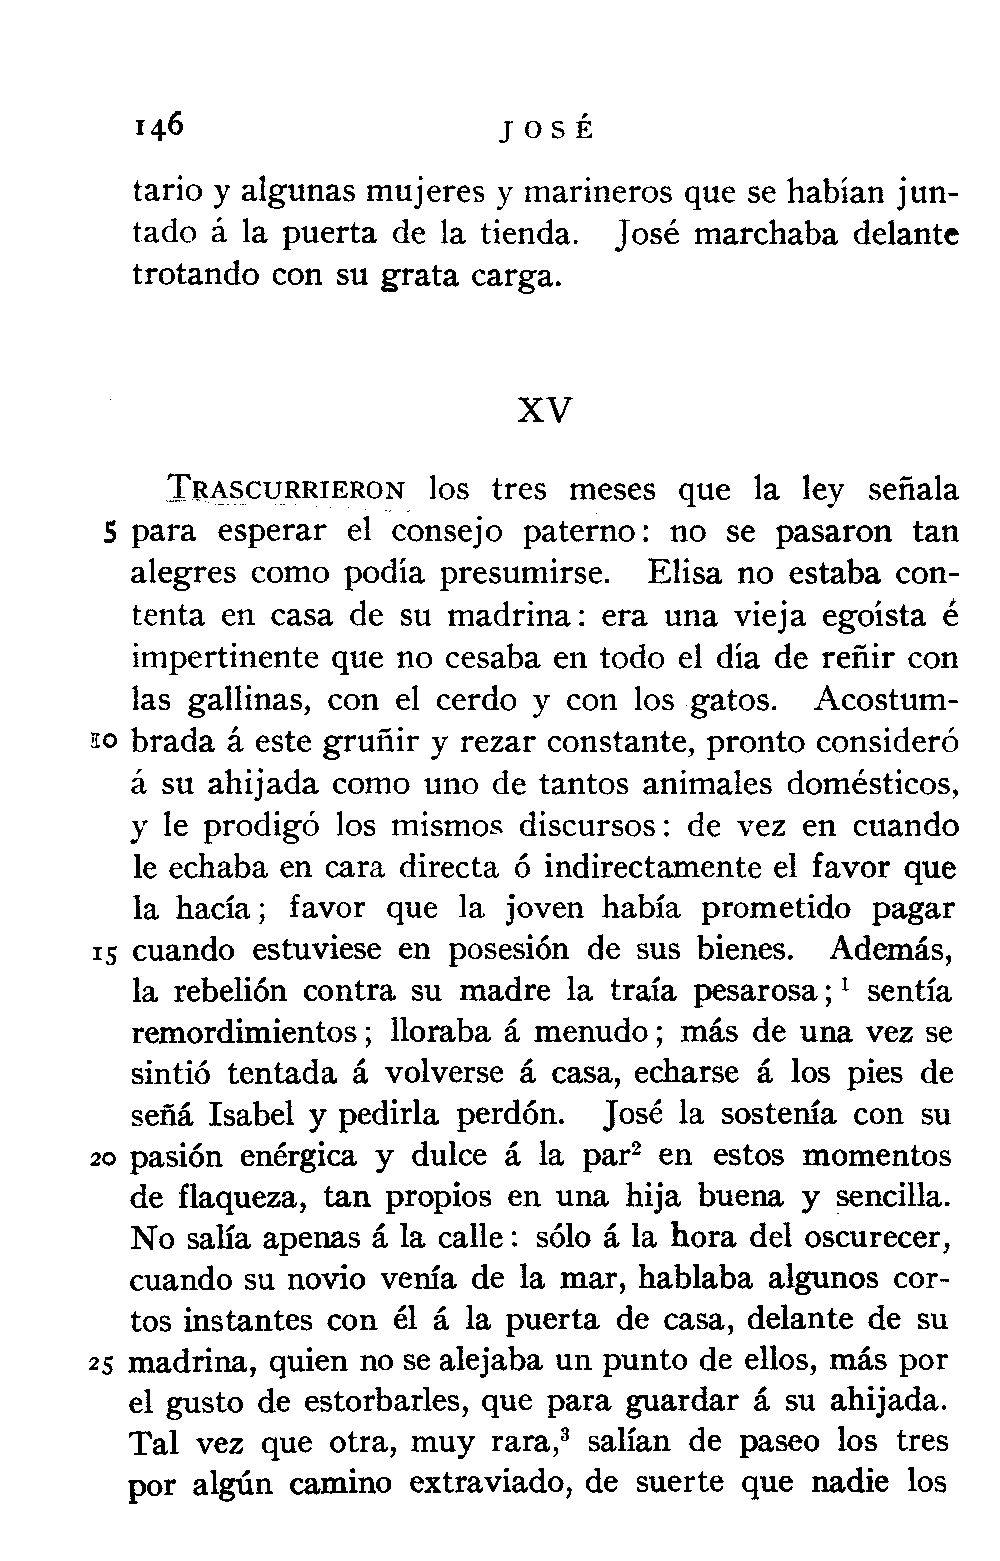 146 JOSÉ
tario y algunas mujeres y marineros que se habían jun-
tado á la puerta de la tienda. José marchaba delante
trotando con su grata carga.
XV
TRASCURRIERON los tres meses que la ley señala
5 para esperar el consejo paterno: no se pasaron tan
alegres como podía presumirse. Elisa no estaba con-
tenta en casa de su madrina: era una vieja egoísta é
impertinente que no cesaba en todo el día de reñir con
las gallinas, con el cerdo y con los gatos. Acostum-
10 brada á este gruñir y rezar constante, pronto consideró
á su ahijada como uno de tantos animales domésticos,
y le prodigó los mismos discursos: de vez en cuando
le echaba en cara directa ó indirectamente el favor que
la hacía; favor que la joven había prometido pagar
15 cuando estuviese en posesión de sus bienes. Además,
la rebelión contra su madre la traía pesarosa;¹ sentía
remordimientos; lloraba á menudo; más de una vez se
sintió tentada á volverse á casa, echarse á los pies de
señá Isabel y pedirla perdón. José la sostenía con su
20 pasión enérgica y dulce á la par² en estos momentos
de flaqueza, tan propios en una hija buena y sencilla.
No salía apenas á la calle: sólo á la hora del oscurecer,
cuando su novio venía de la mar, hablaba algunos cor-
tos instantes con él á la puerta de casa, delante de su
25 madrina, quien no se alejaba un punto de ellos, más por
el gusto de estorbarles, que para guardar á su ahijada.
Tal vez que otra, muy rara,³ salían de paseo los tres
por algún camino extraviado, de suerte que nadie los